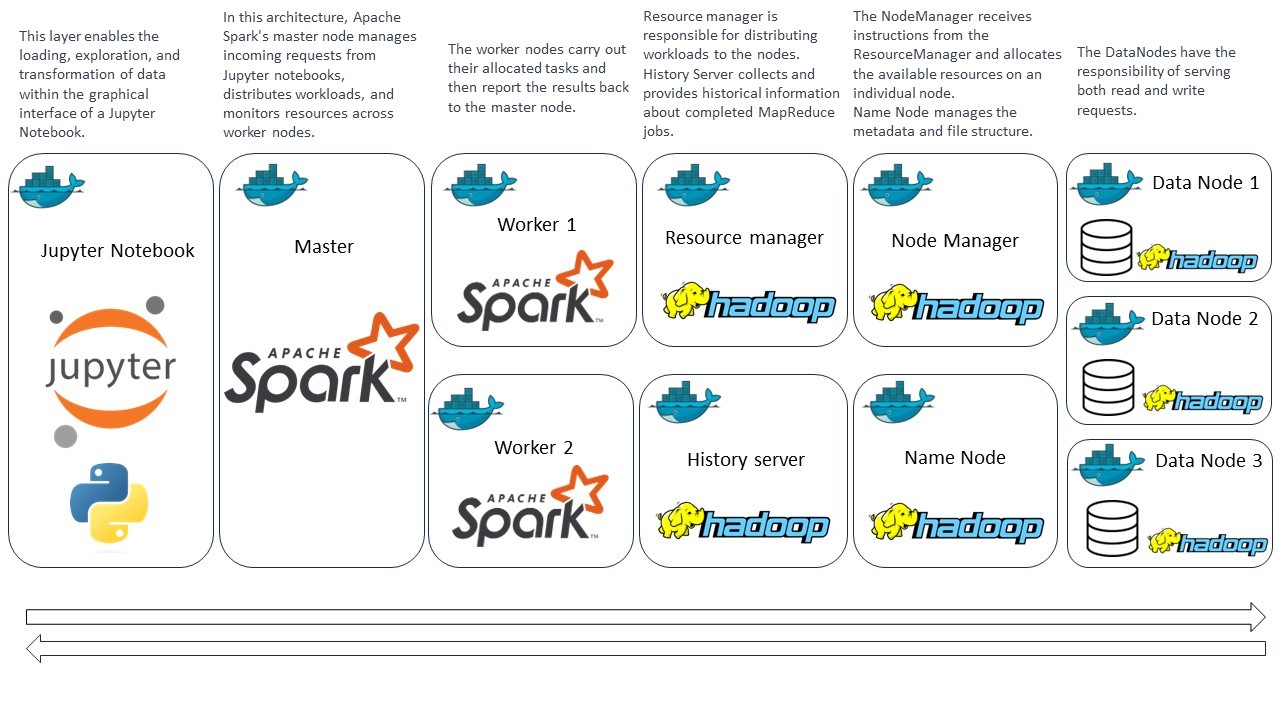 This layer enables the
loading, exploration, and
transformation of data
within the graphical
interface of a Jupyter
Notebook.
In this architecture, Apache
Spark's master node manages
incoming requests from
Jupyter notebooks,
distributes workloads, and
monitors resources across
worker nodes.
The worker nodes carry out
their allocated tasks and
then report the results back
to the master node.
Resource manager is
responsible for distributing
workloads to the nodes.
History Server collects and
provides historical information
about completed MapReduce
jobs.
The NodeManager receives
instructions from the
ResourceManager and allocates
the available resources on an
individual node.
Name Node manages the
metadata and file structure.
The DataNodes have the
responsibility of serving
both read and write
requests.
Jupyter Notebook
jupyter
Master
APACHE
Spark™
Worker 1
APACHE
Spark™
Worker 2
APACHE
Spark™
Resource manager
hadoop
History server
hadoop
Node Manager
hadoop
Name Node
hadoop
Data Node 1
hadoop
Data Node 2
hadoop
Data Node 3
hadoop